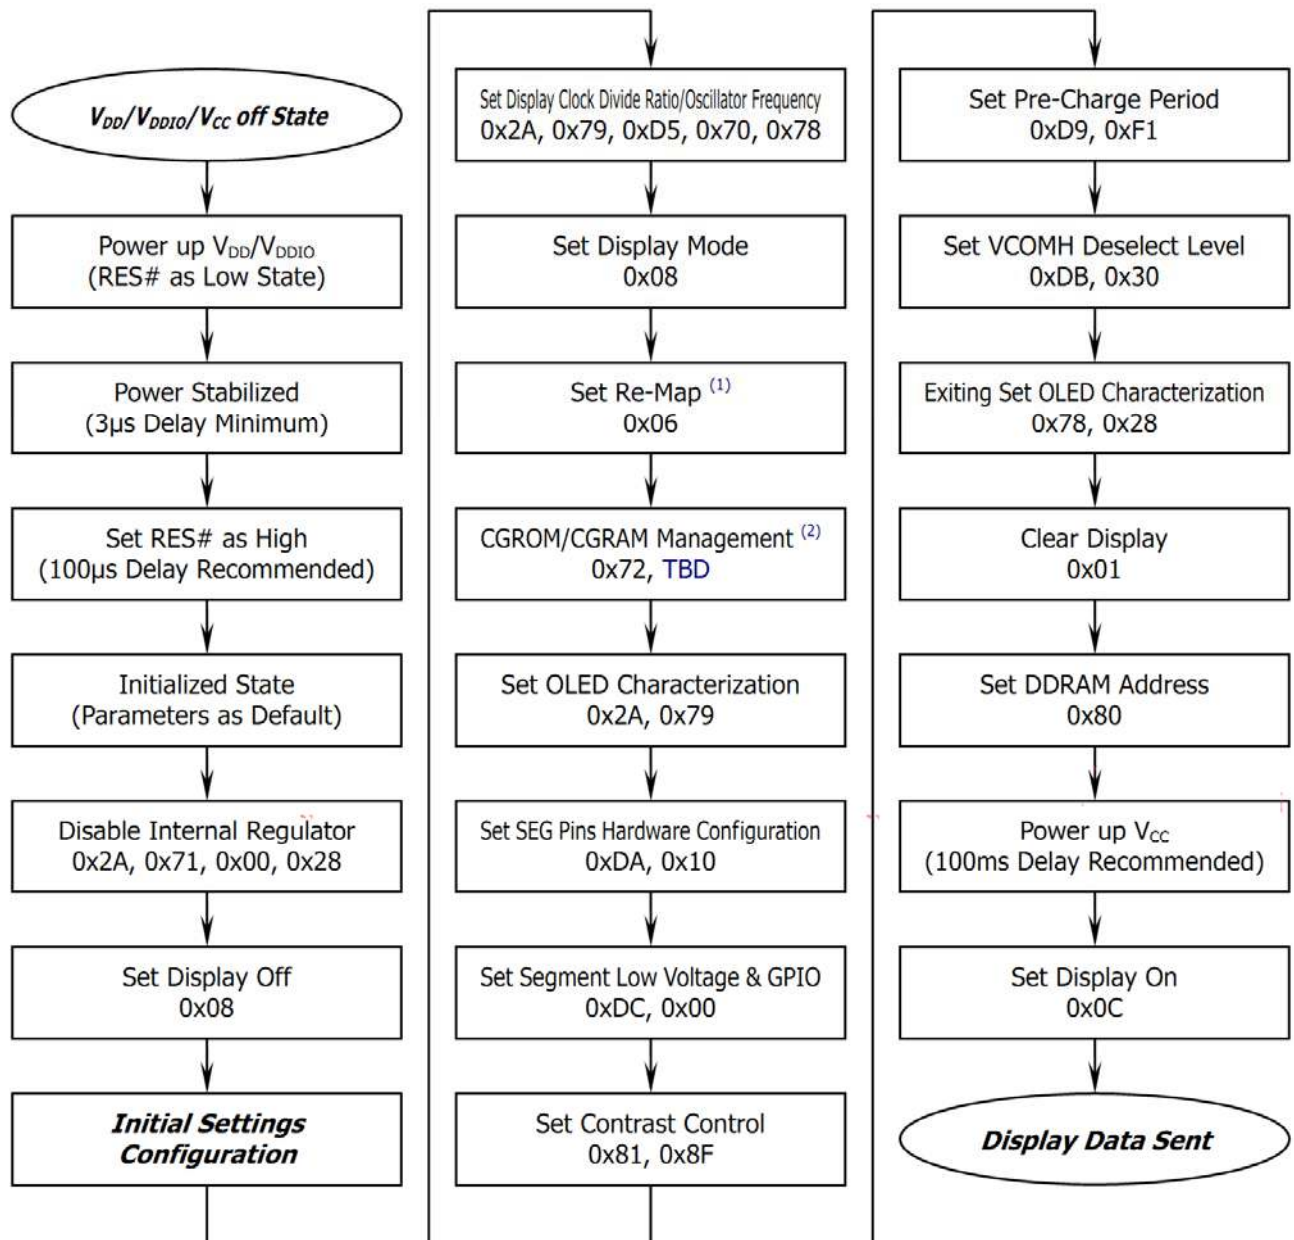 V_DD/V_DDIO/V_CC off State
Power up V_DD/V_DDIO
(RES# as Low State)
Power Stabilized
(3µs Delay Minimum)
Set RES# as High
(100µs Delay Recommended)
Initialized State
(Parameters as Default)
Disable Internal Regulator
0x2A, 0x71, 0x00, 0x28
Set Display Off
0x08
Initial Settings
Configuration
Set Display Clock Divide Ratio/Oscillator Frequency
0x2A, 0x79, 0xD5, 0x70, 0x78
Set Display Mode
0x08
Set Re-Map (1)
0x06
CGROM/CGRAM Management (2)
0x72, TBD
Set OLED Characterization
0x2A, 0x79
Set SEG Pins Hardware Configuration
0xDA, 0x10
Set Segment Low Voltage & GPIO
0xDC, 0x00
Set Contrast Control
0x81, 0x8F
Set Pre-Charge Period
0xD9, 0xF1
Set VCOMH Deselect Level
0xDB, 0x30
Exiting Set OLED Characterization
0x78, 0x28
Clear Display
0x01
Set DDRAM Address
0x80
Power up V_CC
(100ms Delay Recommended)
Set Display On
0x0C
Display Data Sent